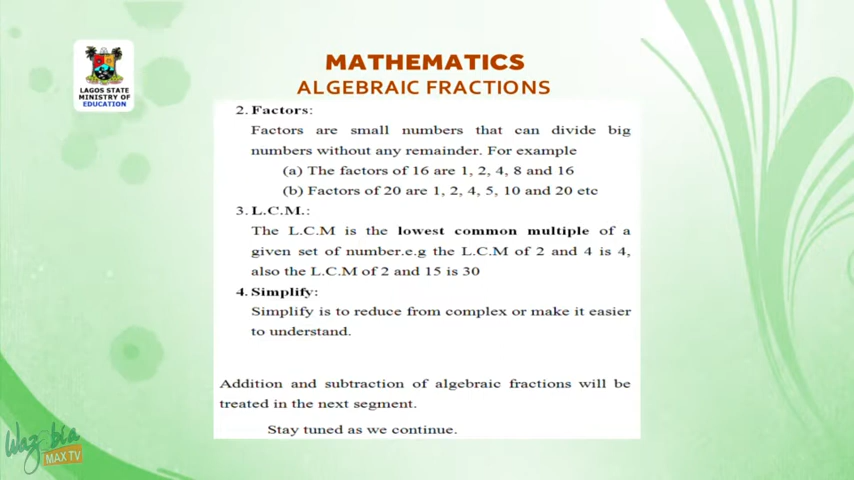 LAGOS STATE
MINISTRY OF
EDUCATION
MATHEMATICS
ALGEBRAIC FRACTIONS
2. Factors:
Factors are small numbers that can divide big
numbers without any remainder. For example
(a) The factors of 16 are 1, 2, 4, 8 and 16
(b) Factors of 20 are 1, 2, 4, 5, 10 and 20 etc
3. L.C.M.:
The L.C.M is the lowest common multiple of a
given set of number.e.g the L.C.M of 2 and 4 is 4,
also the L.C.M of 2 and 15 is 30
4. Simplify:
Simplify is to reduce from complex or make it easier
to understand.
Addition and subtraction of algebraic fractions will be
treated in the next segment.
Stay tuned as we continue.
Wazobia
MAX TV